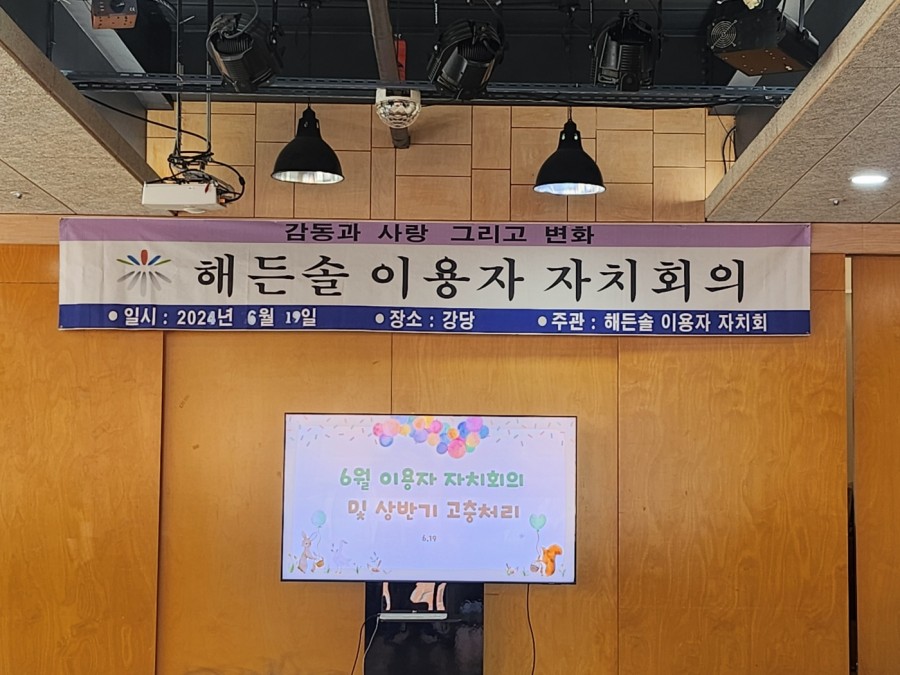 감동과 사랑 그리고 변화
해든솔 이용자 자치회의
● 일시 : 2024년 6월 19일 ● 장소 : 강당 ● 주관 : 해든솔 이용자 자치회
6월 이용자 자치회의
및 상반기 고충처리
6.19